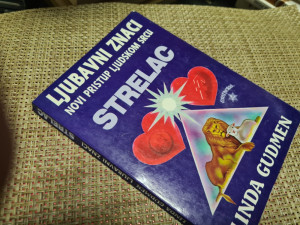 LJUBAVNI ZNACI
NOVI PRISTUP LJUDSKOM SRCU
STRELAC
LINDA GUDMEN